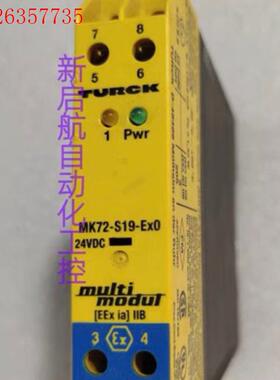 26357735
7 8
5 6
TURCK
1 Pwr
MK72-S19-Ex0
24VDC
multi
modul
[EEx ia] IIB
3 Ex 4
新启航自动化工控